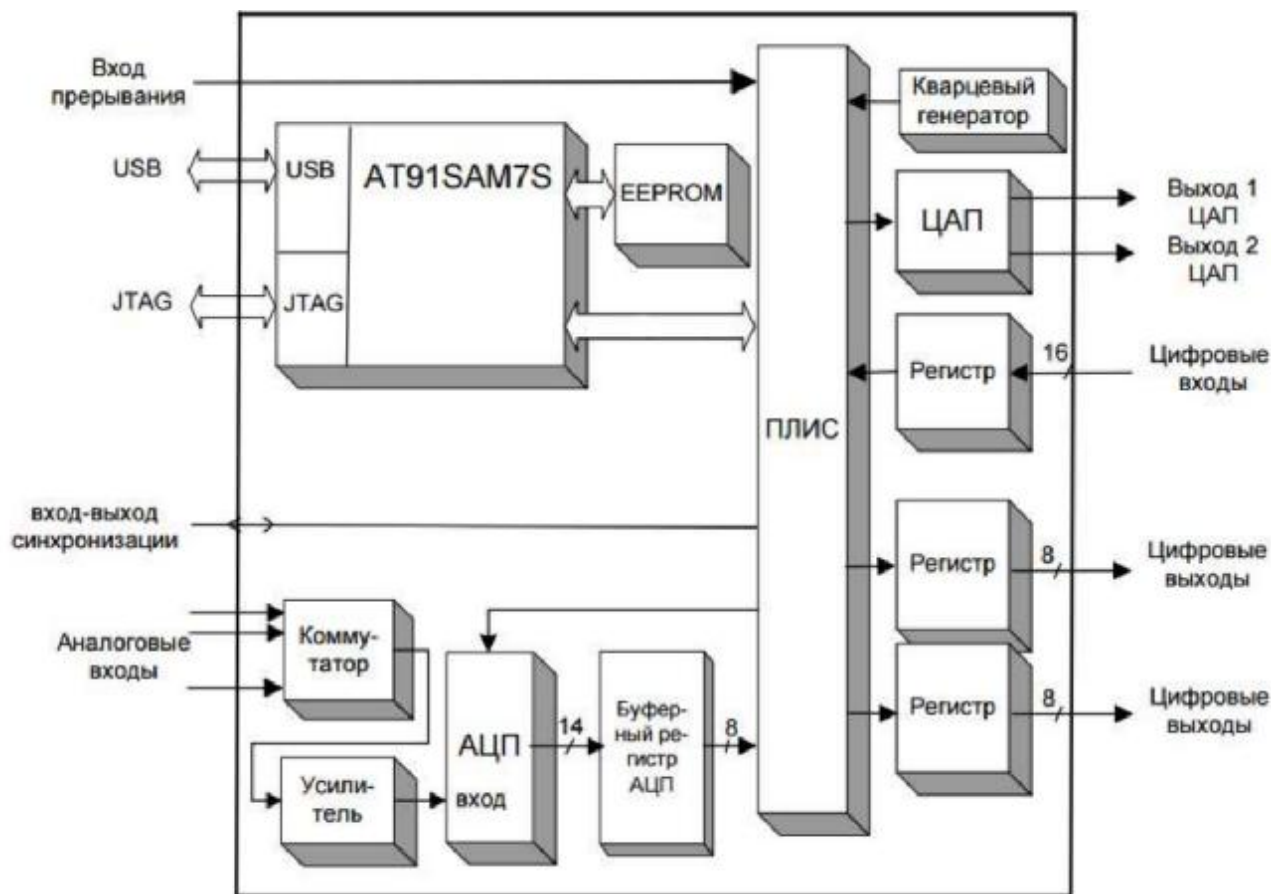 Вход
прерывания
Кварцевый
генератор
USB
USB
AT91SAM7S
EEPROM
ЦАП
Выход 1
ЦАП
Выход 2
ЦАП
JTAG
JTAG
Регистр
16
Цифровые
входы
ПЛИС
вход-выход
синхронизации
Регистр
8
Цифровые
выходы
Аналоговые
входы
Комму-
татор
АЦП
вход
14
Буфер-
ный ре-
гистр
АЦП
8
Регистр
8
Цифровые
выходы
Усили-
тель